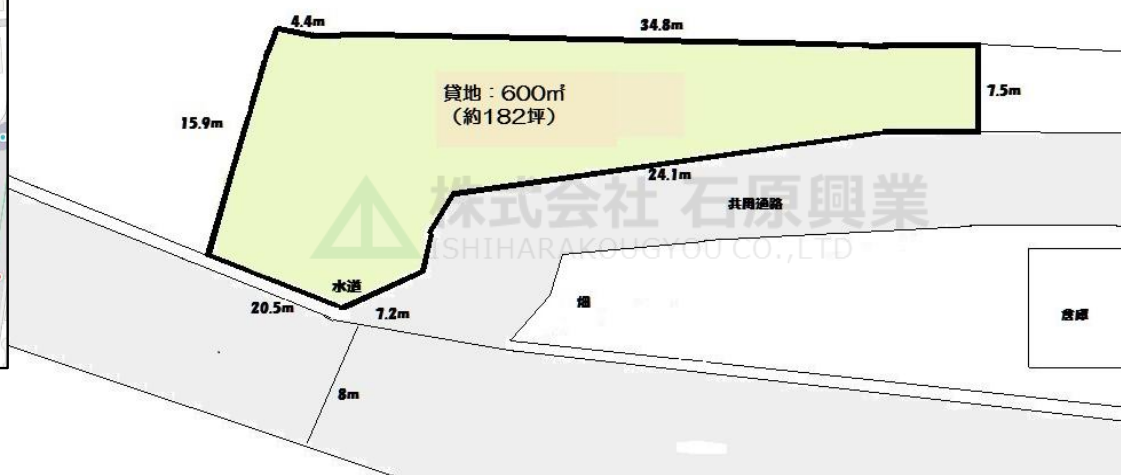 4.4m
34.8m
貸地：600㎡
（約182坪）
7.5m
15.9m
24.1m
株式会社 石原興業
共同通路
ISHIHARAKOUGYOU CO.,LTD
水道
20.5m
7.2m
畑
倉庫
8m